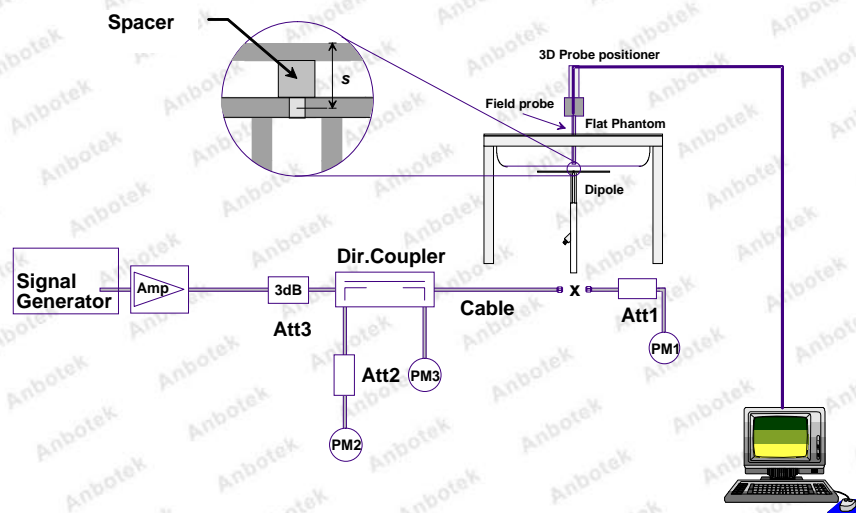 Spacer
s
3D Probe positioner
Field probe
Flat Phantom
Dipole
Dir.Coupler
Signal
Generator
Amp
3dB
Att3
Cable
x
Att1
PM1
Att2
PM3
PM2
Anbotek